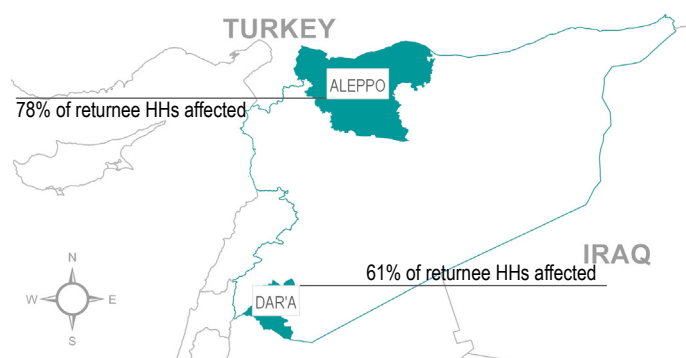 TURKEY
ALEPPO
78% of returnee HHs affected
IRAQ
61% of returnee HHs affected
DAR'A
N
W
E
S